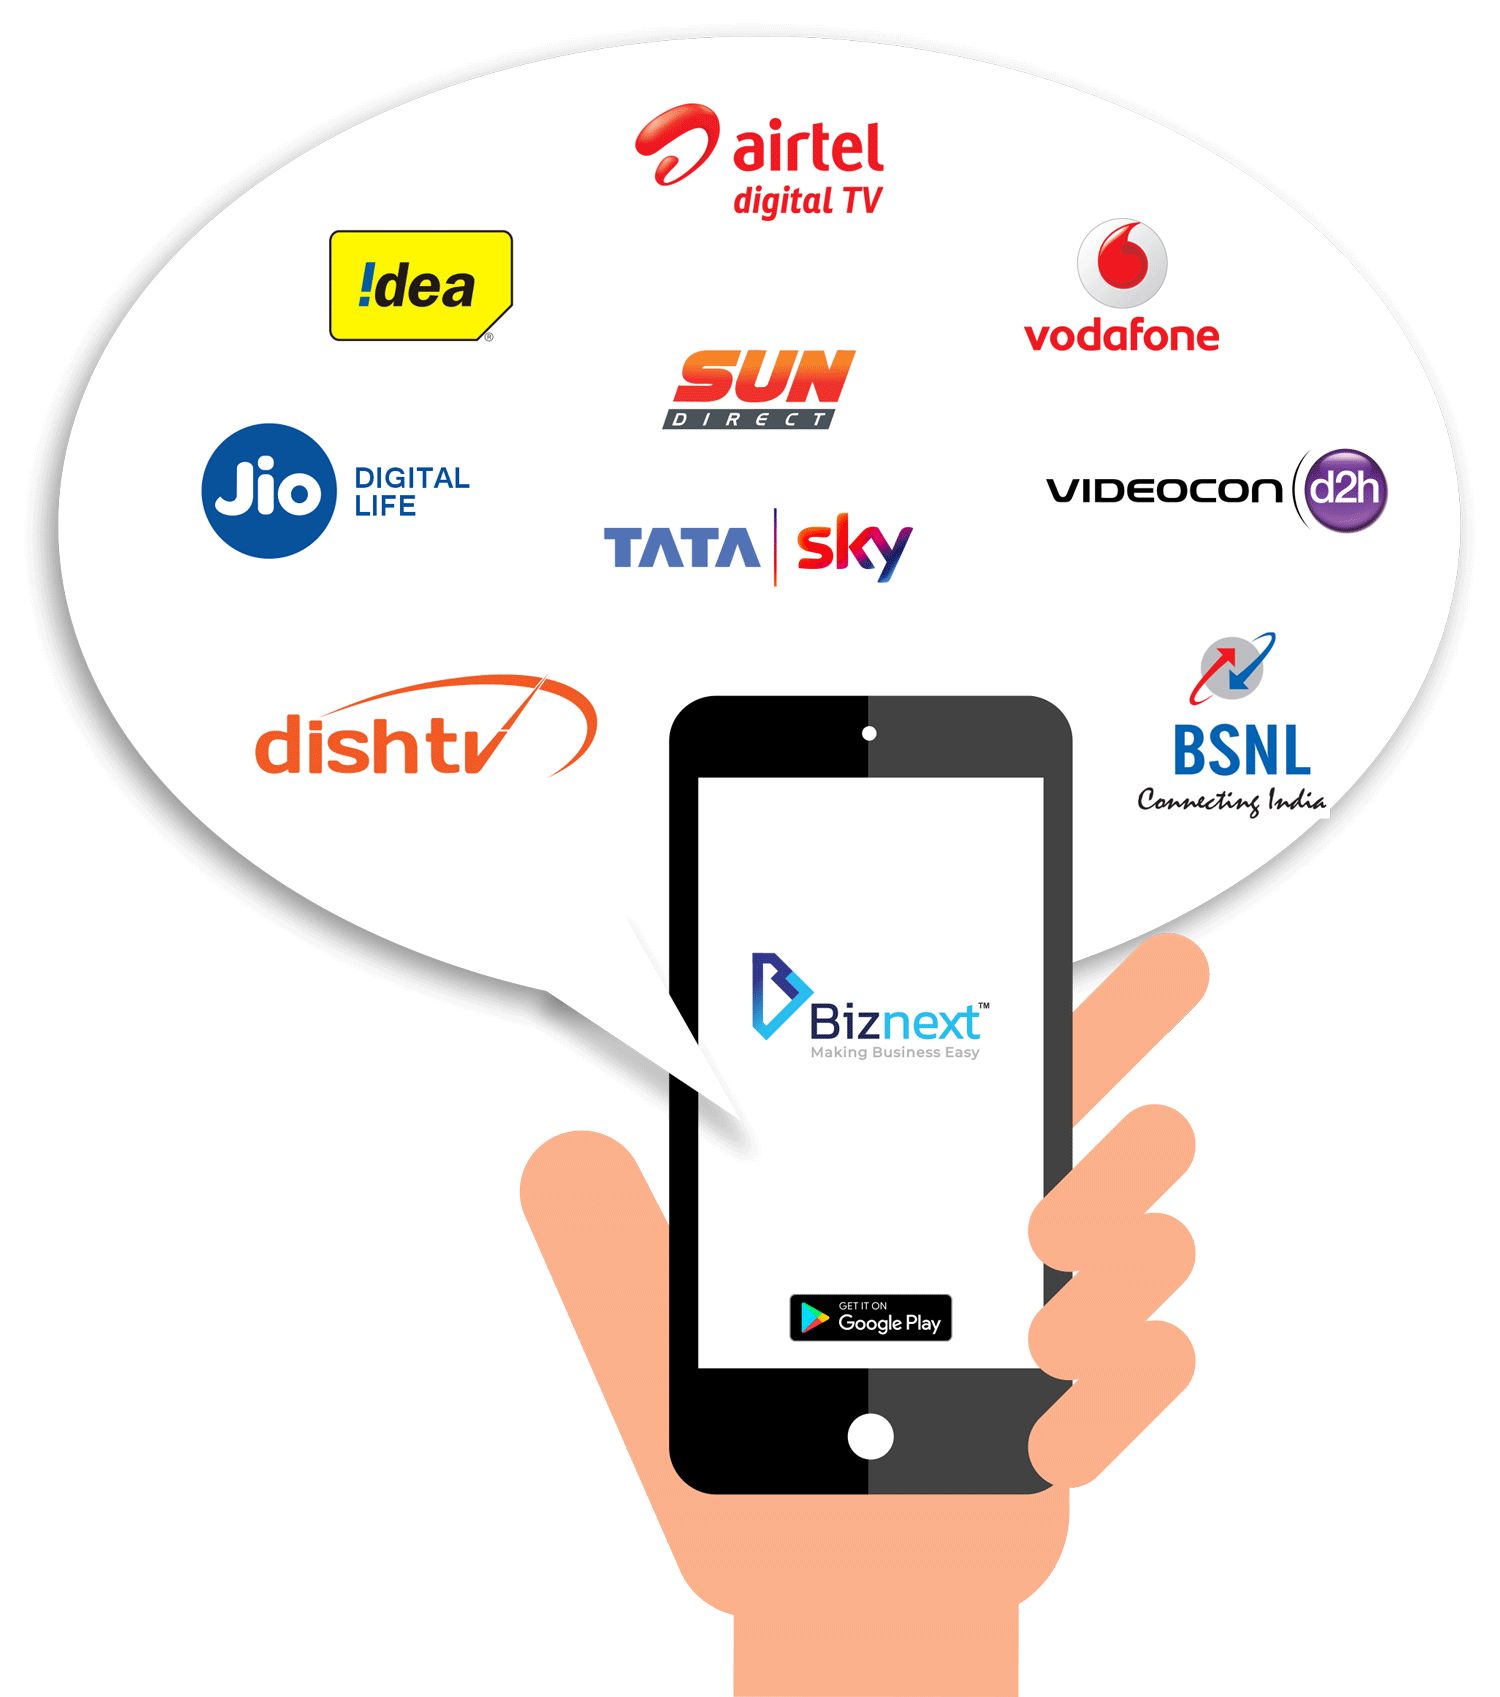 airtel
digital TV
!dea
®
vodafone
SUN
DIRECT
Jio
DIGITAL
LIFE
VIDEOCON d2h
TATA sky
dishtv
BSNL
Connecting India
Biznext™
Making Business Easy
GET IT ON
Google Play